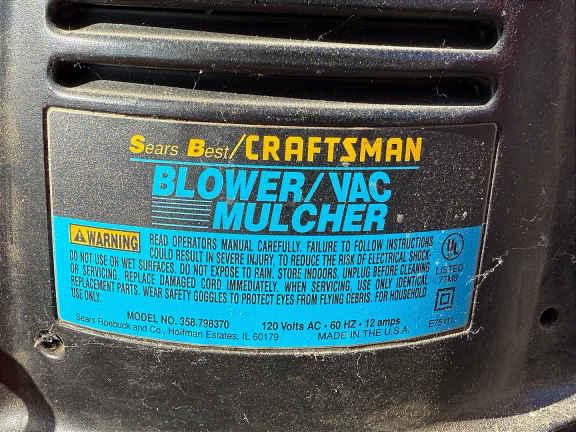 Sears Best/CRAFTSMAN
BLOWER/VAC
MULCHER
WARNING READ OPERATORS MANUAL CAREFULLY. FAILURE TO FOLLOW INSTRUCTIONS
COULD RESULT IN SEVERE INJURY. TO REDUCE THE RISK OF ELECTRICAL SHOCK-
DO NOT USE ON WET SURFACES. DO NOT EXPOSE TO RAIN. STORE INDOORS. UNPLUG BEFORE CLEANING
OR SERVICING. REPLACE DAMAGED CORD IMMEDIATELY. WHEN SERVICING, USE ONLY IDENTICAL
REPLACEMENT PARTS. WEAR SAFETY GOGGLES TO PROTECT EYES FROM FLYING DEBRIS. FOR HOUSEHOLD
USE ONLY.
UL
LISTED
MODEL NO. 358.798370 120 Volts AC • 60 HZ • 12 amps
Sears Roebuck and Co., Hoffman Estates, IL 60179 MADE IN THE U.S.A.